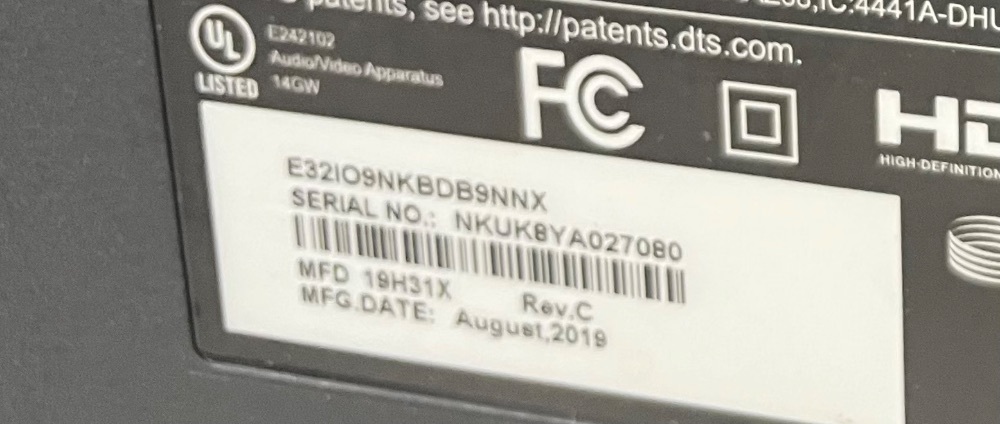 patents, see http://patents.dts.com.
IC:4441A-DHU
UL
LISTED
E242102
Audio/Video Apparatus
14GW
FC
HD
HIGH-DEFINITION
E32IO9NKBDB9NNX
SERIAL NO.: NKUK8YA027080
MFD 19H31X Rev.C
MFG.DATE: August,2019